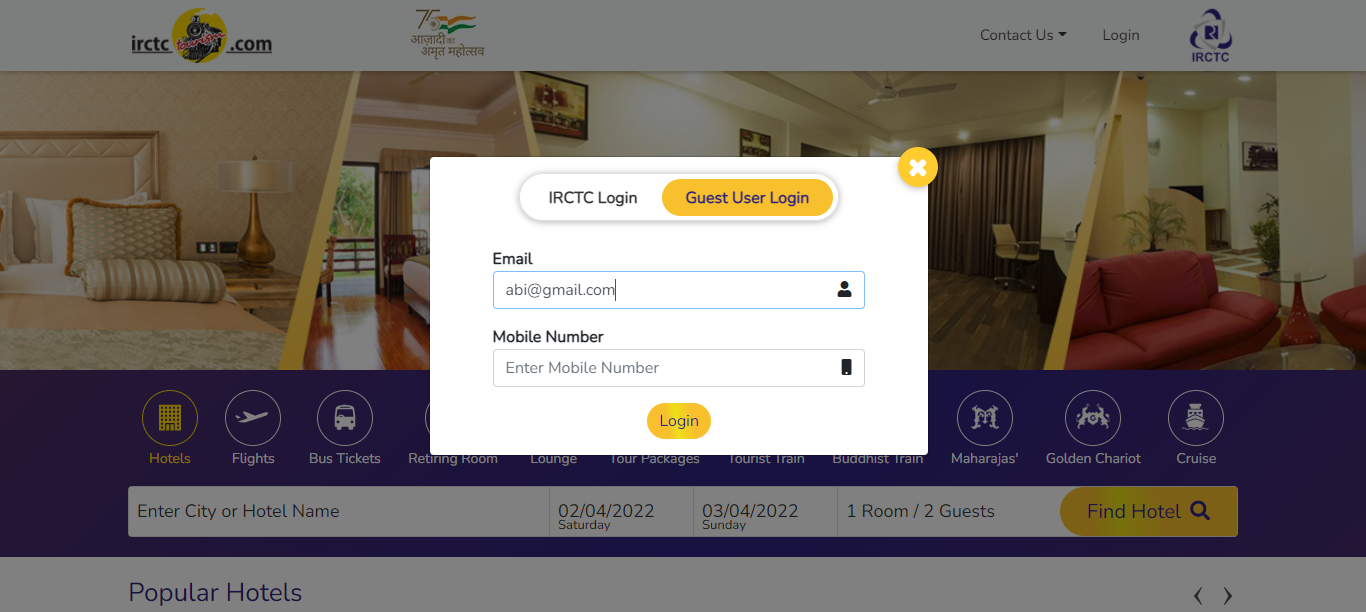 irctc tourism .com
75
आज़ादी का
अमृत महोत्सव
Contact Us
Login
IRCTC
IRCTC Login
Guest User Login
Email
abi@gmail.com
Mobile Number
Enter Mobile Number
Login
Hotels
Flights
Bus Tickets
Retiring Room
Lounge
Tour Packages
Tourist Train
Buddhist Train
Maharajas'
Golden Chariot
Cruise
Enter City or Hotel Name
02/04/2022
Saturday
03/04/2022
Sunday
1 Room / 2 Guests
Find Hotel
Popular Hotels